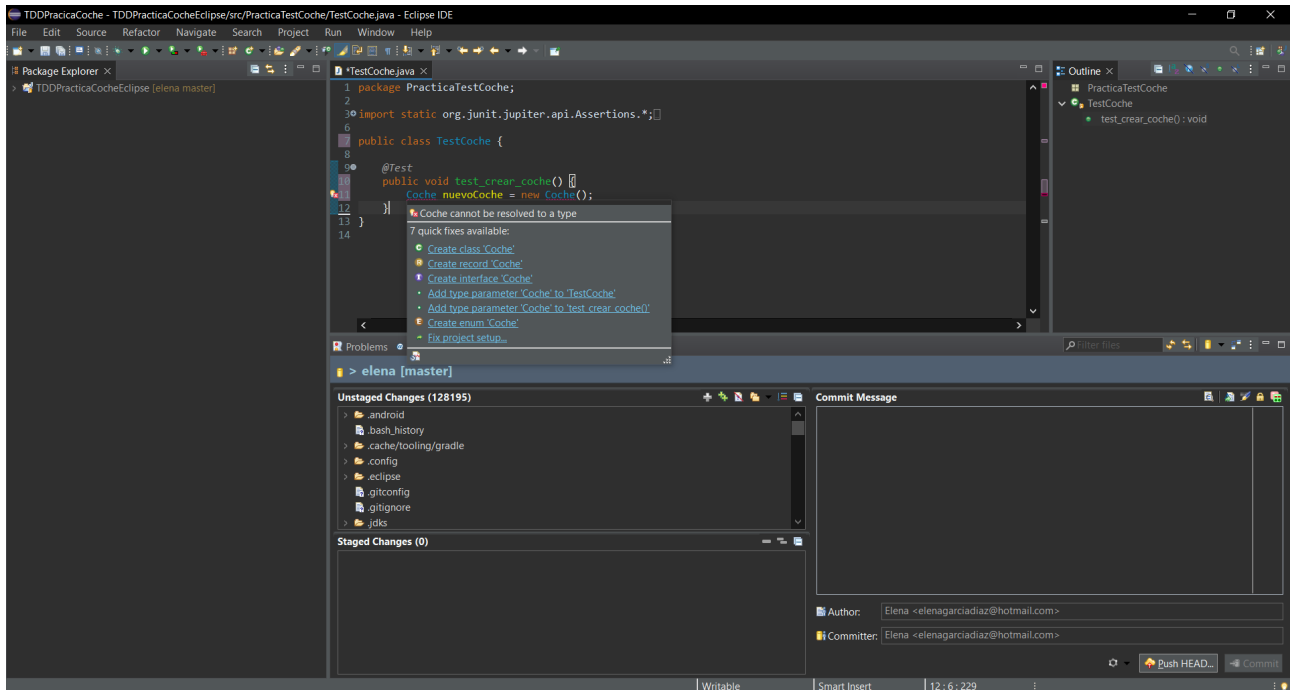 TDDPracicaCoche - TDDPracticaCocheEclipse/src/PracticaTestCoche/TestCoche.java - Eclipse IDE
File Edit Source Refactor Navigate Search Project Run Window Help
Package Explorer
TDDPracticaCocheEclipse [elena master]
*TestCoche.java
1 package PracticaTestCoche;
2
3 import static org.junit.jupiter.api.Assertions.*;
6
7 public class TestCoche {
8
9 @Test
10 public void test_crear_coche() {
11 Coche nuevoCoche = new Coche();
12 }
13 }
14
Coche cannot be resolved to a type
7 quick fixes available:
Create class 'Coche'
Create record 'Coche'
Create interface 'Coche'
Add type parameter 'Coche' to 'TestCoche'
Add type parameter 'Coche' to 'test_crear_coche()'
Create enum 'Coche'
Fix project setup...
Outline
PracticaTestCoche
TestCoche
test_crear_coche() : void
Problems
Filter files
> elena [master]
Unstaged Changes (128195)
.android
.bash_history
.cache/tooling/gradle
.config
.eclipse
.gitconfig
.gitignore
.jdks
Staged Changes (0)
Commit Message
Author: Elena <elenagarciadiaz@hotmail.com>
Committer: Elena <elenagarciadiaz@hotmail.com>
Push HEAD...
Commit
Writable
Smart Insert
12 : 6 : 229